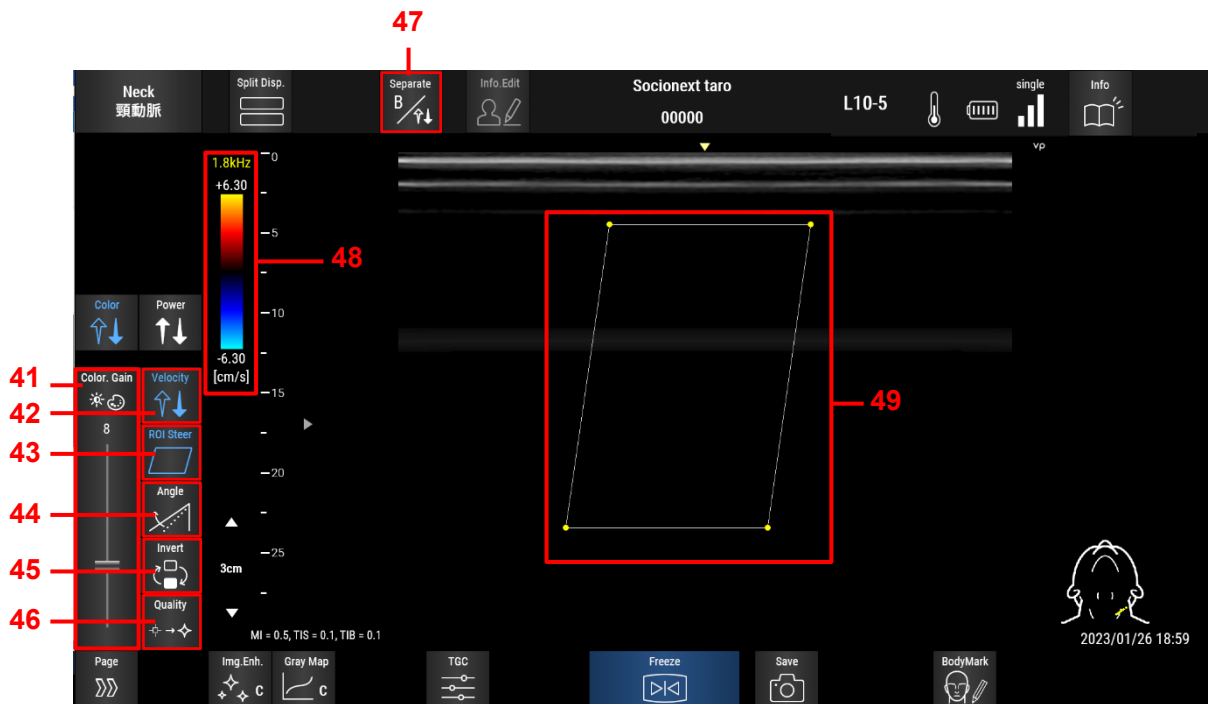 47
Neck
頸動脈
Split Disp.
Separate
B
Info.Edit
Socionext taro
00000
L10-5
single
Info
vp
1.8kHz
+6.30
-6.30
[cm/s]
0
5
10
15
20
25
48
49
Color
Power
41
Color. Gain
8
42
Velocity
43
ROI Steer
44
Angle
45
Invert
46
Quality
3cm
MI = 0.5, TIS = 0.1, TIB = 0.1
2023/01/26 18:59
Page
Img.Enh.
C
Gray Map
C
TGC
Freeze
Save
BodyMark